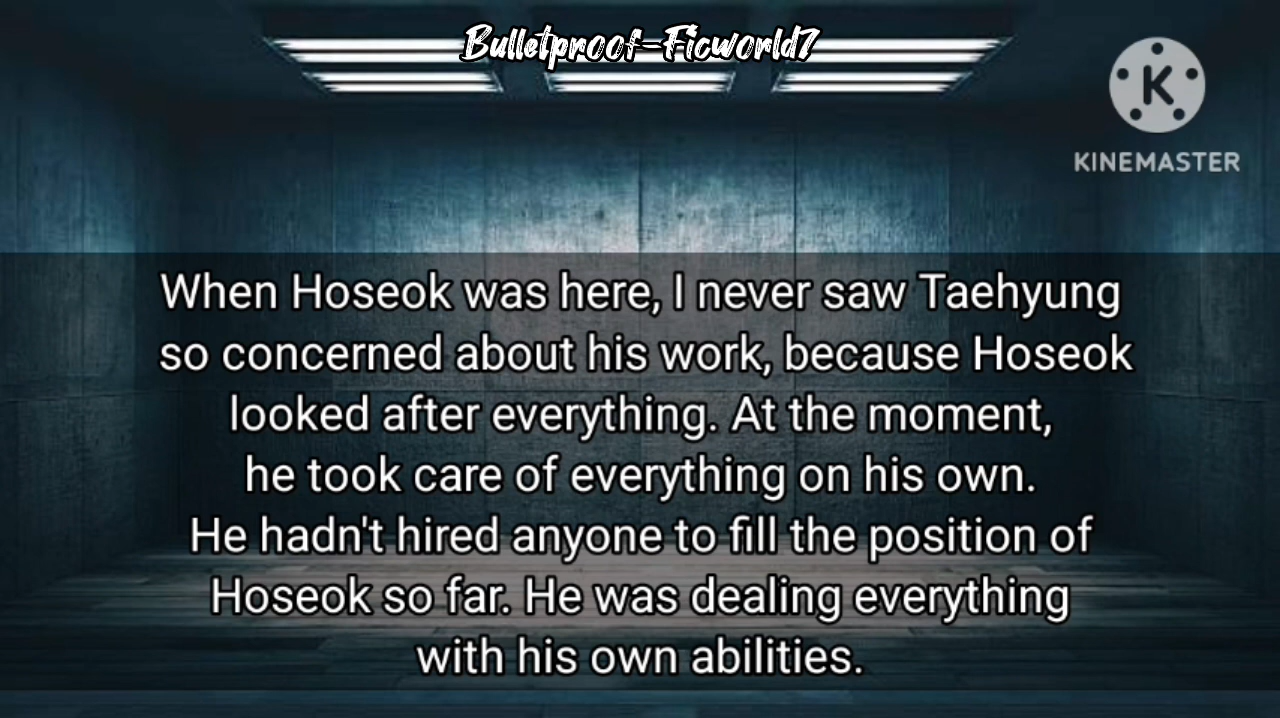 Bulletproof-Ficworld7
K
KINEMASTER
When Hoseok was here, I never saw Taehyung
so concerned about his work, because Hoseok
looked after everything. At the moment,
he took care of everything on his own.
He hadn't hired anyone to fill the position of
Hoseok so far. He was dealing everything
with his own abilities.